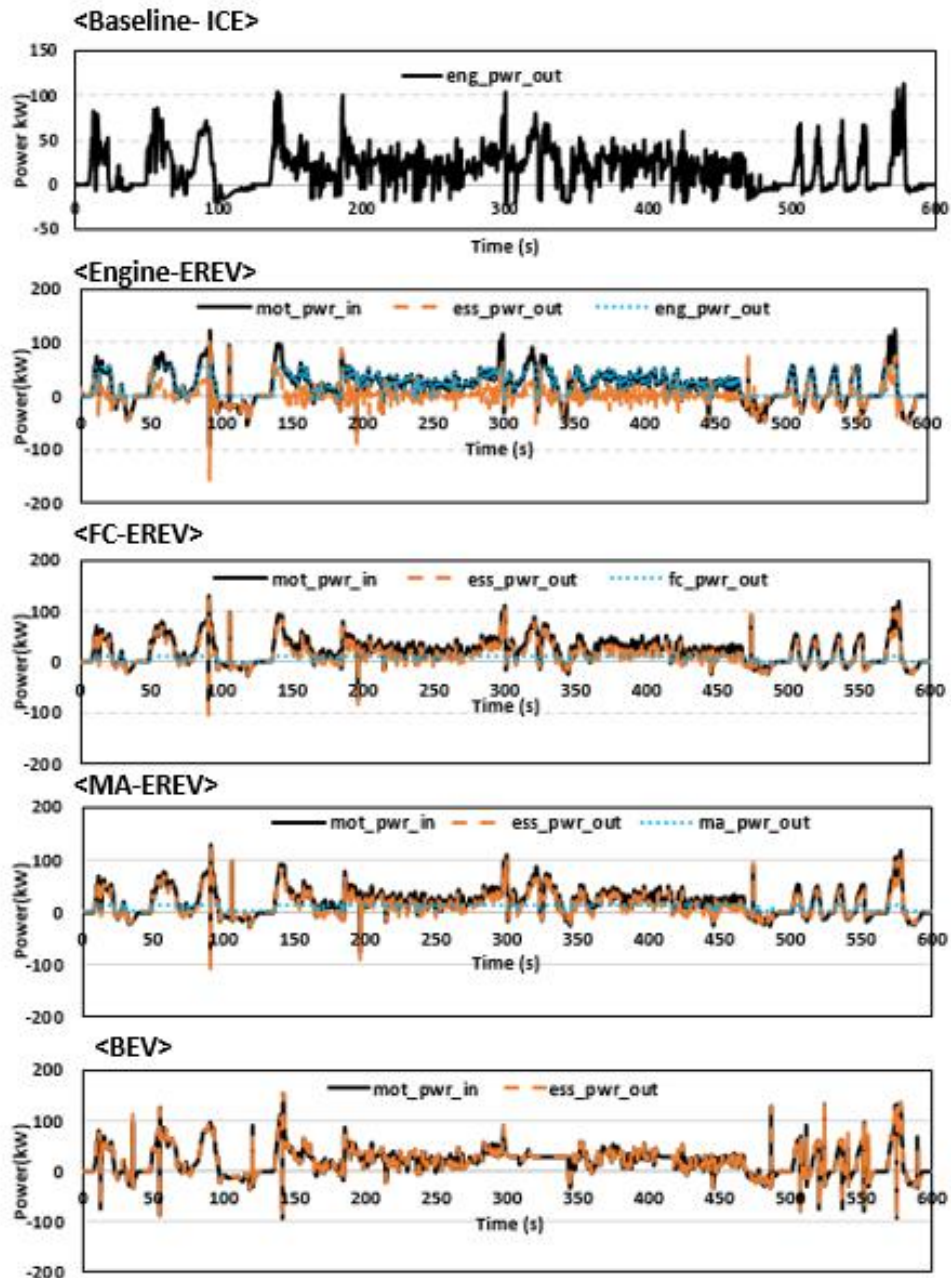 <Baseline- ICE>
150
eng_pwr_out
100
50
0
-50
Power kW)
0 100 200 300 400 500 600
Time (s)
<Engine-EREV>
200
mot_pwr_in ess_pwr_out eng_pwr_out
100
0
-100
-200
Power(kW)
0 50 100 150 200 250 300 350 400 450 500 550 600
Time (s)
<FC-EREV>
200
mot_pwr_in ess_pwr_out fc_pwr_out
100
0
-100
-200
Power(kW)
0 50 100 150 200 250 300 350 400 450 500 550 600
Time (s)
<MA-EREV>
200
mot_pwr_in ess_pwr_out ma_pwr_out
100
0
-100
-200
Power(kW)
0 50 100 150 200 250 300 350 400 450 500 550 600
Time (s)
<BEV>
200
mot_pwr_in ess_pwr_out
100
0
-100
-200
Power(kW)
0 50 100 150 200 250 300 350 400 450 500 550 600
Time (s)